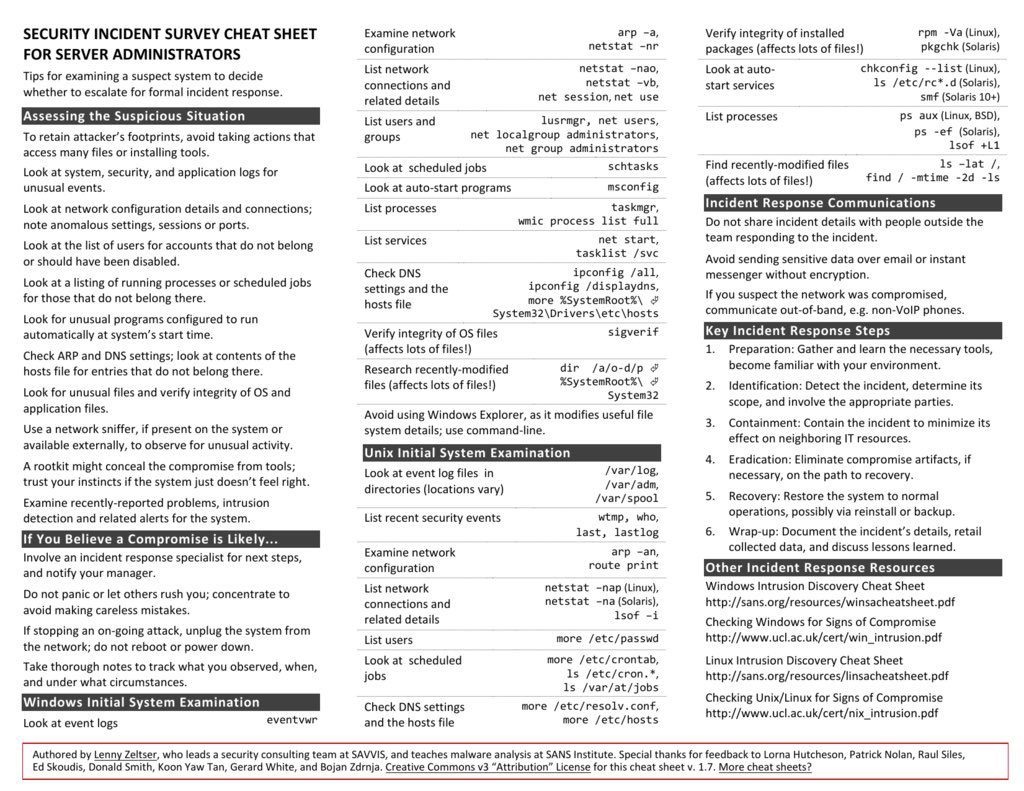 SECURITY INCIDENT SURVEY CHEAT SHEET
FOR SERVER ADMINISTRATORS
Tips for examining a suspect system to decide
whether to escalate for formal incident response.
Assessing the Suspicious Situation
To retain attacker's footprints, avoid taking actions that
access many files or installing tools.
Look at system, security, and application logs for
unusual events.
Look at network configuration details and connections;
note anomalous settings, sessions or ports.
Look at the list of users for accounts that do not belong
or should have been disabled.
Look at a listing of running processes or scheduled jobs
for those that do not belong there.
Look for unusual programs configured to run
automatically at system's start time.
Check ARP and DNS settings; look at contents of the
hosts file for entries that do not belong there.
Look for unusual files and verify integrity of OS and
application files.
Use a network sniffer, if present on the system or
available externally, to observe for unusual activity.
A rootkit might conceal the compromise from tools;
trust your instincts if the system just doesn't feel right.
Examine recently-reported problems, intrusion
detection and related alerts for the system.
If You Believe a Compromise is Likely...
Involve an incident response specialist for next steps,
and notify your manager.
Do not panic or let others rush you; concentrate to
avoid making careless mistakes.
If stopping an on-going attack, unplug the system from
the network; do not reboot or power down.
Take thorough notes to track what you observed, when,
and under what circumstances.
Windows Initial System Examination
Look at event logs eventvwr
Examine network arp –a,
configuration netstat –nr
List network netstat –nao,
connections and netstat –vb,
related details net session, net use
List users and lusrmgr, net users,
groups net localgroup administrators,
net group administrators
Look at scheduled jobs schtasks
Look at auto-start programs msconfig
List processes taskmgr,
wmic process list full
List services net start,
tasklist /svc
Check DNS ipconfig /all,
settings and the ipconfig /displaydns,
hosts file more %SystemRoot%\ ⏎
System32\Drivers\etc\hosts
Verify integrity of OS files sigverif
(affects lots of files!)
Research recently-modified dir /a/o-d/p ⏎
files (affects lots of files!) %SystemRoot%\ ⏎
System32
Avoid using Windows Explorer, as it modifies useful file
system details; use command-line.
Unix Initial System Examination
Look at event log files in /var/log,
directories (locations vary) /var/adm,
/var/spool
List recent security events wtmp, who,
last, lastlog
Examine network arp –an,
configuration route print
List network netstat –nap (Linux),
connections and netstat –na (Solaris),
related details lsof –i
List users more /etc/passwd
Look at scheduled more /etc/crontab,
jobs ls /etc/cron.*,
ls /var/at/jobs
Check DNS settings more /etc/resolv.conf,
and the hosts file more /etc/hosts
Verify integrity of installed rpm -Va (Linux),
packages (affects lots of files!) pkgchk (Solaris)
Look at auto- chkconfig --list (Linux),
start services ls /etc/rc*.d (Solaris),
smf (Solaris 10+)
List processes ps aux (Linux, BSD),
ps -ef (Solaris),
lsof +L1
Find recently-modified files ls –lat /,
(affects lots of files!) find / -mtime -2d -ls
Incident Response Communications
Do not share incident details with people outside the
team responding to the incident.
Avoid sending sensitive data over email or instant
messenger without encryption.
If you suspect the network was compromised,
communicate out-of-band, e.g. non-VoIP phones.
Key Incident Response Steps
1. Preparation: Gather and learn the necessary tools,
become familiar with your environment.
2. Identification: Detect the incident, determine its
scope, and involve the appropriate parties.
3. Containment: Contain the incident to minimize its
effect on neighboring IT resources.
4. Eradication: Eliminate compromise artifacts, if
necessary, on the path to recovery.
5. Recovery: Restore the system to normal
operations, possibly via reinstall or backup.
6. Wrap-up: Document the incident's details, retail
collected data, and discuss lessons learned.
Other Incident Response Resources
Windows Intrusion Discovery Cheat Sheet
http://sans.org/resources/winsacheatsheet.pdf
Checking Windows for Signs of Compromise
http://www.ucl.ac.uk/cert/win_intrusion.pdf
Linux Intrusion Discovery Cheat Sheet
http://sans.org/resources/linsacheatsheet.pdf
Checking Unix/Linux for Signs of Compromise
http://www.ucl.ac.uk/cert/nix_intrusion.pdf
Authored by Lenny Zeltser, who leads a security consulting team at SAVVIS, and teaches malware analysis at SANS Institute. Special thanks for feedback to Lorna Hutcheson, Patrick Nolan, Raul Siles,
Ed Skoudis, Donald Smith, Koon Yaw Tan, Gerard White, and Bojan Zdrnja. Creative Commons v3 "Attribution" License for this cheat sheet v. 1.7. More cheat sheets?